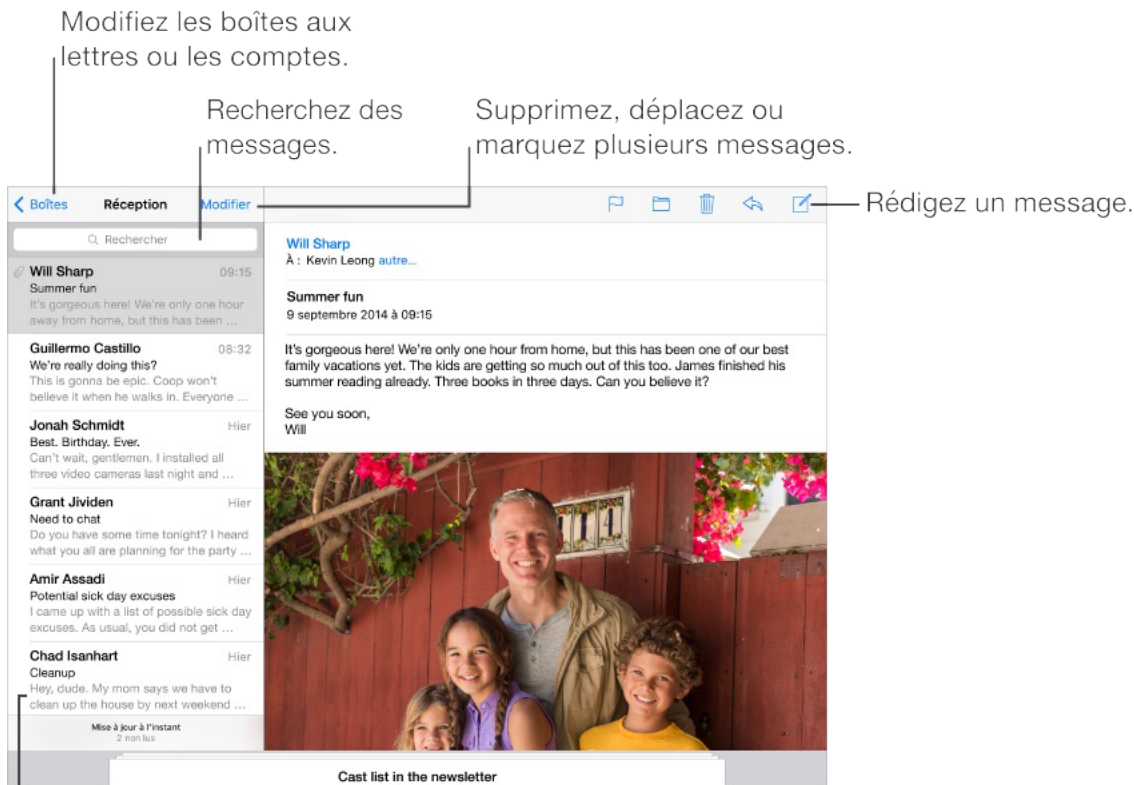 Modifiez les boîtes aux
lettres ou les comptes.
Recherchez des
messages.
Supprimez, déplacez ou
marquez plusieurs messages.
Boîtes Réception Modifier
Rédigez un message.
Rechercher
Will Sharp 09:15
Summer fun
It's gorgeous here! We're only one hour
away from home, but this has been ...
Guillermo Castillo 08:32
We're really doing this?
This is gonna be epic. Coop won't
believe it when he walks in. Everyone ...
Jonah Schmidt Hier
Best. Birthday. Ever.
Can't wait, gentlemen. I installed all
three video cameras last night and ...
Grant Jividen Hier
Need to chat
Do you have some time tonight? I heard
what you all are planning for the party ...
Amir Assadi Hier
Potential sick day excuses
I came up with a list of possible sick day
excuses. As usual, you did not get ...
Chad Isanhart Hier
Cleanup
Hey, dude. My mom says we have to
clean up the house by next weekend ...
Mise à jour à l'instant
2 non lus
Will Sharp
À : Kevin Leong autre...
Summer fun
9 septembre 2014 à 09:15
It's gorgeous here! We're only one hour from home, but this has been one of our best
family vacations yet. The kids are getting so much out of this too. James finished his
summer reading already. Three books in three days. Can you believe it?
See you soon,
Will
114
Cast list in the newsletter